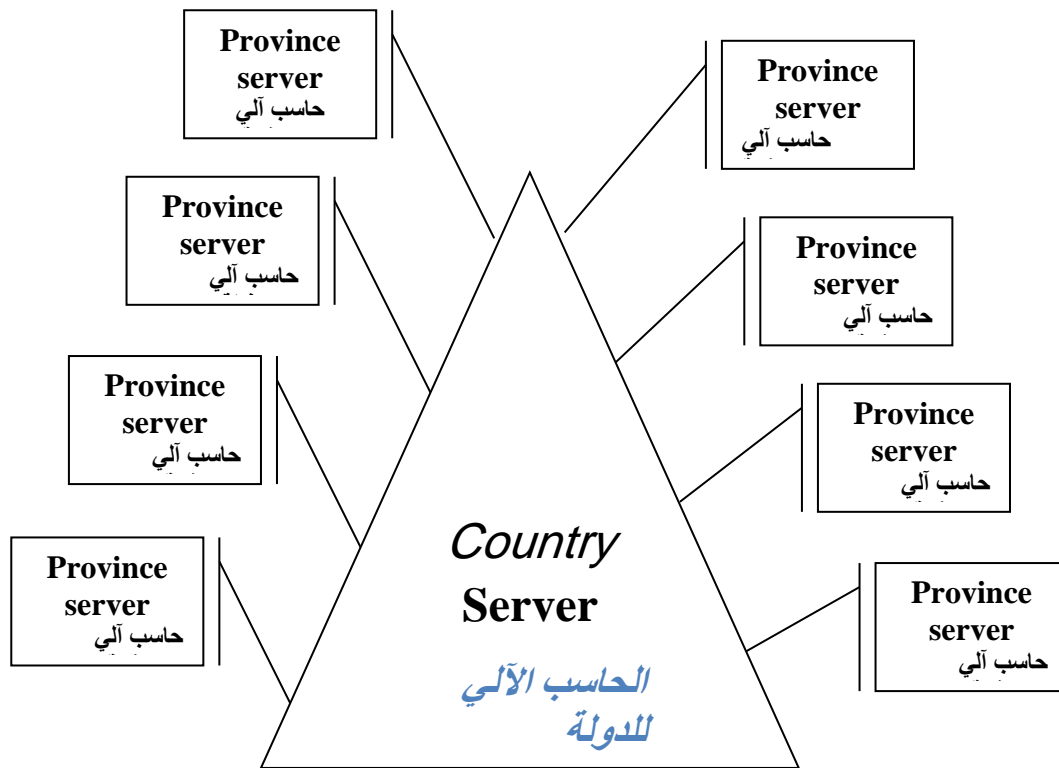 Province
server
حاسب آلي
Province
server
حاسب آلي
Province
server
حاسب آلي
Province
server
حاسب آلي
Province
server
حاسب آلي
Province
server
حاسب آلي
Province
server
حاسب آلي
Province
server
حاسب آلي
Country
Server
الحاسب الآلي
للدولة